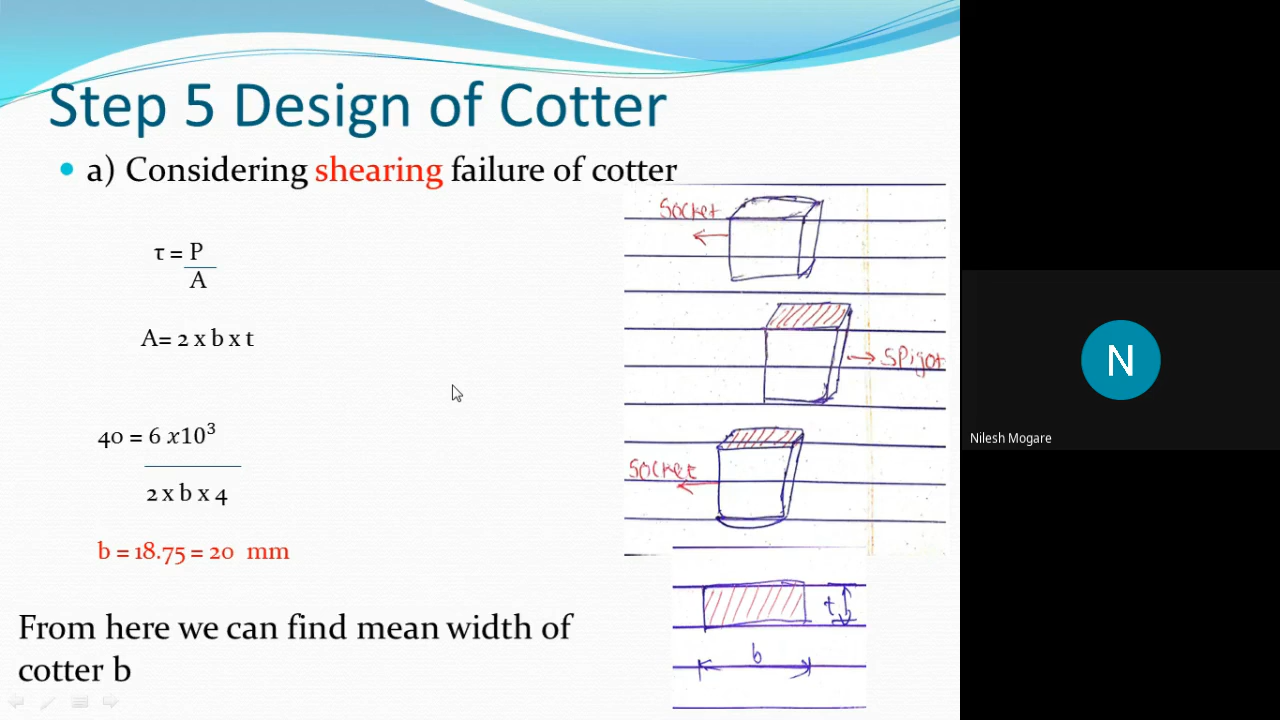 Step 5 Design of Cotter
a) Considering shearing failure of cotter
τ = P
A
A= 2 x b x t
40 = 6 x10³
2 x b x 4
b = 18.75 = 20 mm
From here we can find mean width of
cotter b
Socket
Spigot
Socket
t
b
N
Nilesh Mogare